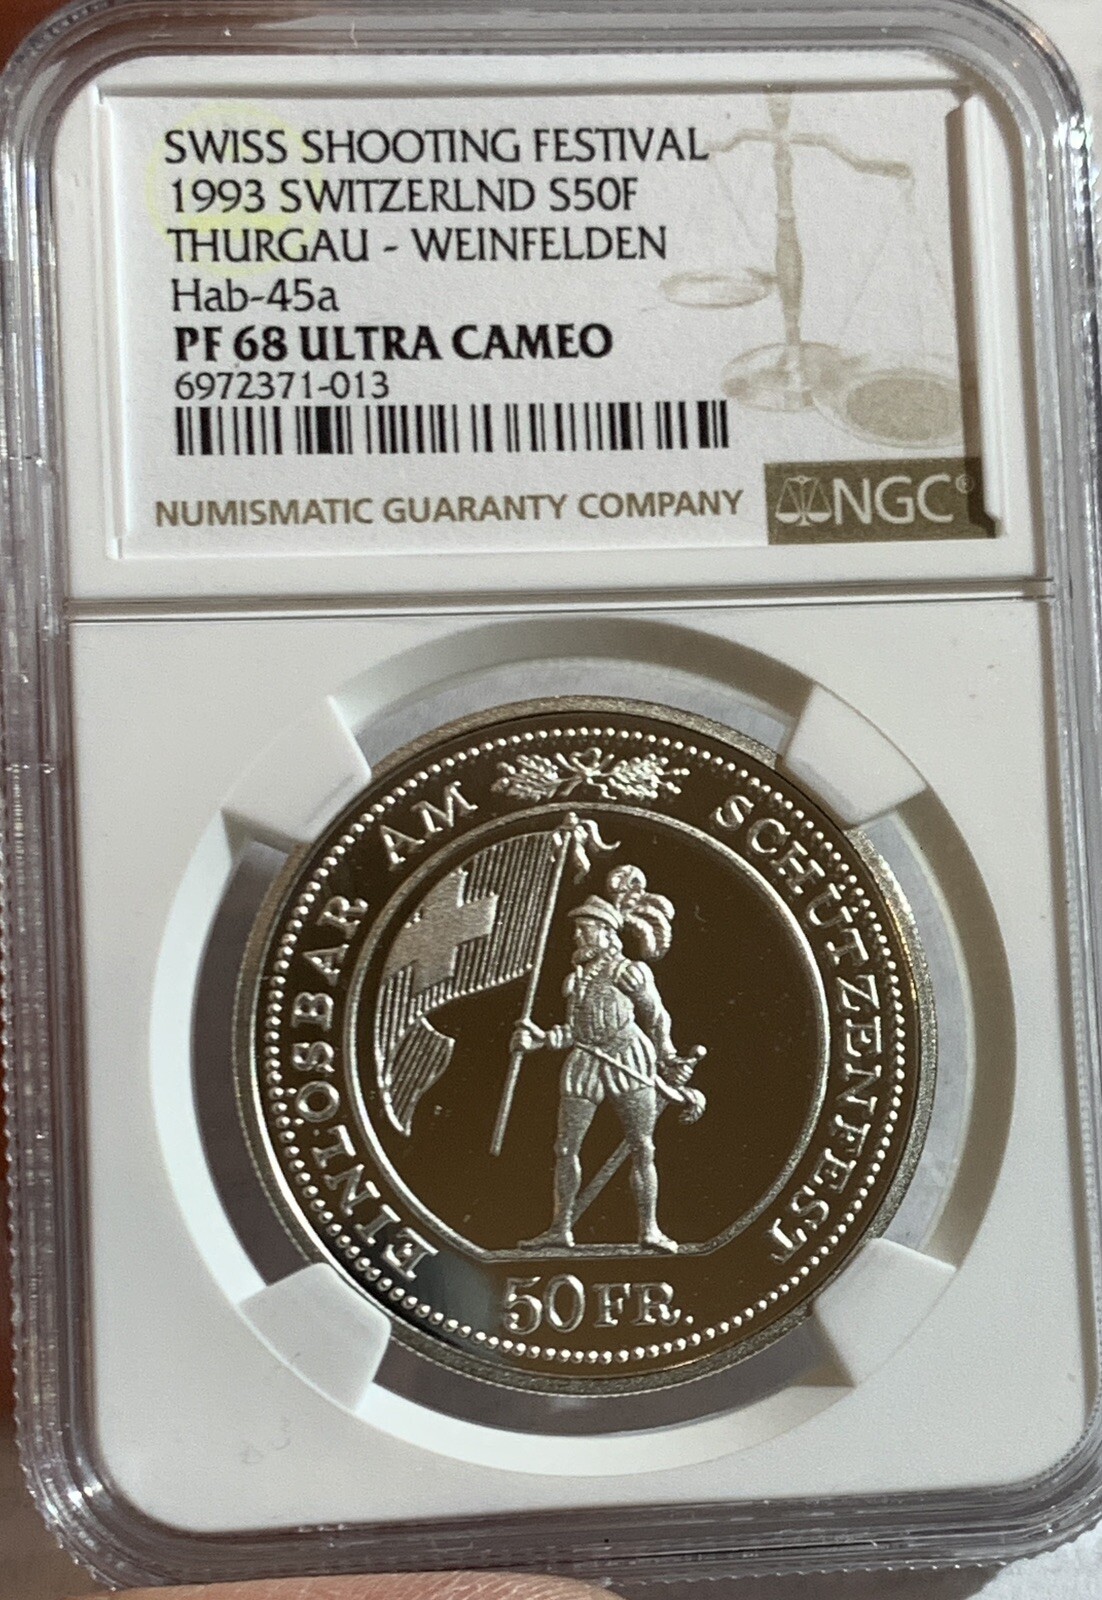 SWISS SHOOTING FESTIVAL
1993 SWITZERLND S50F
THURGAU - WEINFELDEN
Hab-45a
PF 68 ULTRA CAMEO
6972371-013
NUMISMATIC GUARANTY COMPANY
NGC®
EINLÖSBAR AM SCHÜTZENFEST
50 FR.